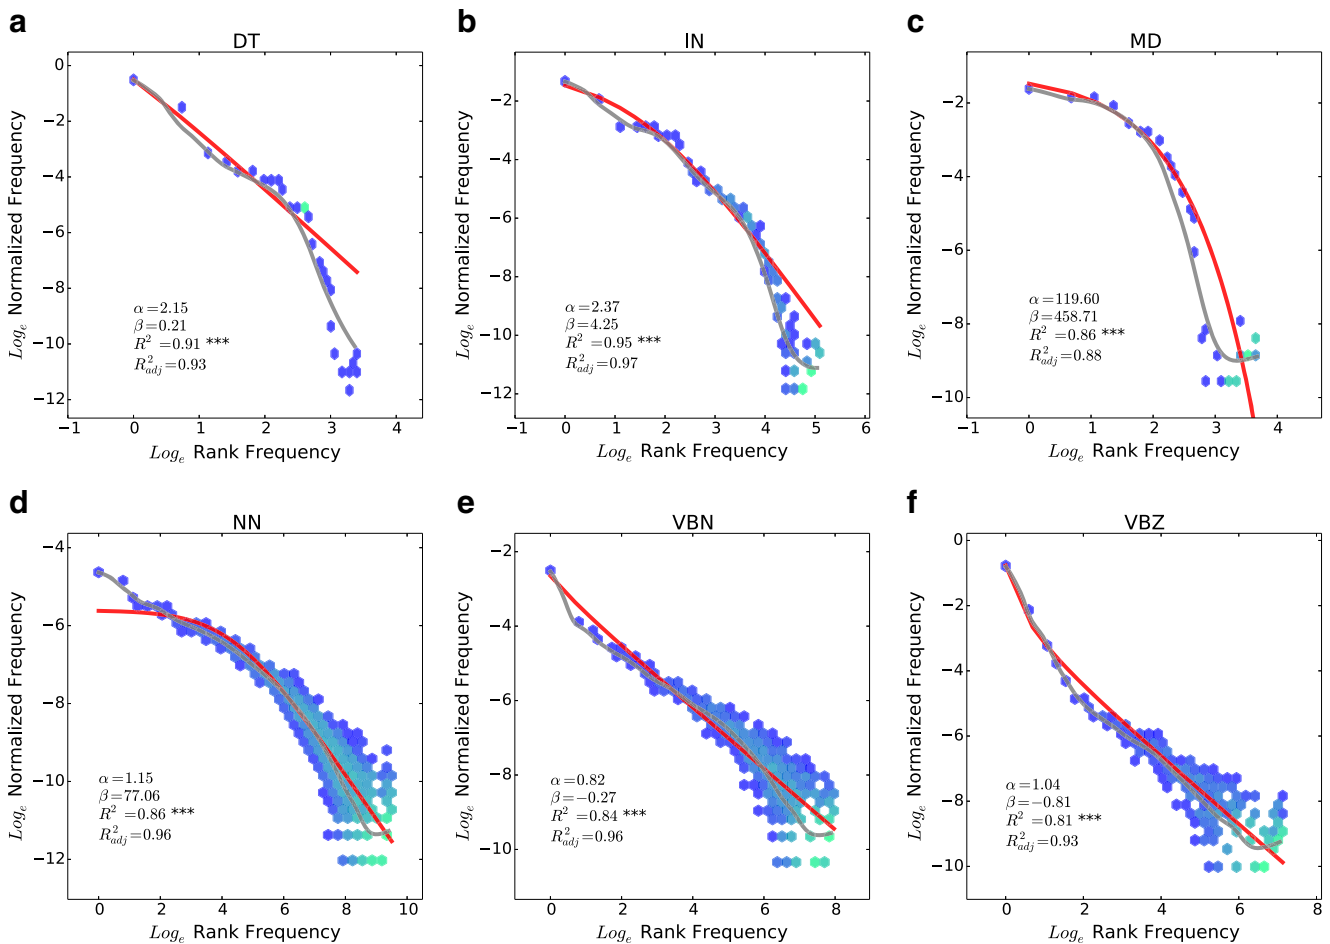 a
DT
0
−2
−4
−6
−8
−10
−12
−1 0 1 2 3 4
Log_e Normalized Frequency
Log_e Rank Frequency
α=2.15
β=0.21
R² =0.91 ***
R²_adj=0.93
b
IN
−2
−4
−6
−8
−10
−12
−1 0 1 2 3 4 5 6
Log_e Normalized Frequency
Log_e Rank Frequency
α=2.37
β=4.25
R² =0.95 ***
R²_adj=0.97
c
MD
−2
−4
−6
−8
−10
−1 0 1 2 3 4
Log_e Normalized Frequency
Log_e Rank Frequency
α=119.60
β=458.71
R² =0.86 ***
R²_adj=0.88
d
NN
−4
−6
−8
−10
−12
0 2 4 6 8 10
Log_e Normalized Frequency
Log_e Rank Frequency
α=1.15
β=77.06
R² =0.86 ***
R²_adj=0.96
e
VBN
−2
−4
−6
−8
−10
0 2 4 6 8
Log_e Normalized Frequency
Log_e Rank Frequency
α=0.82
β=−0.27
R² =0.84 ***
R²_adj=0.96
f
VBZ
0
−2
−4
−6
−8
−10
0 2 4 6 8
Log_e Normalized Frequency
Log_e Rank Frequency
α=1.04
β=−0.81
R² =0.81 ***
R²_adj=0.93